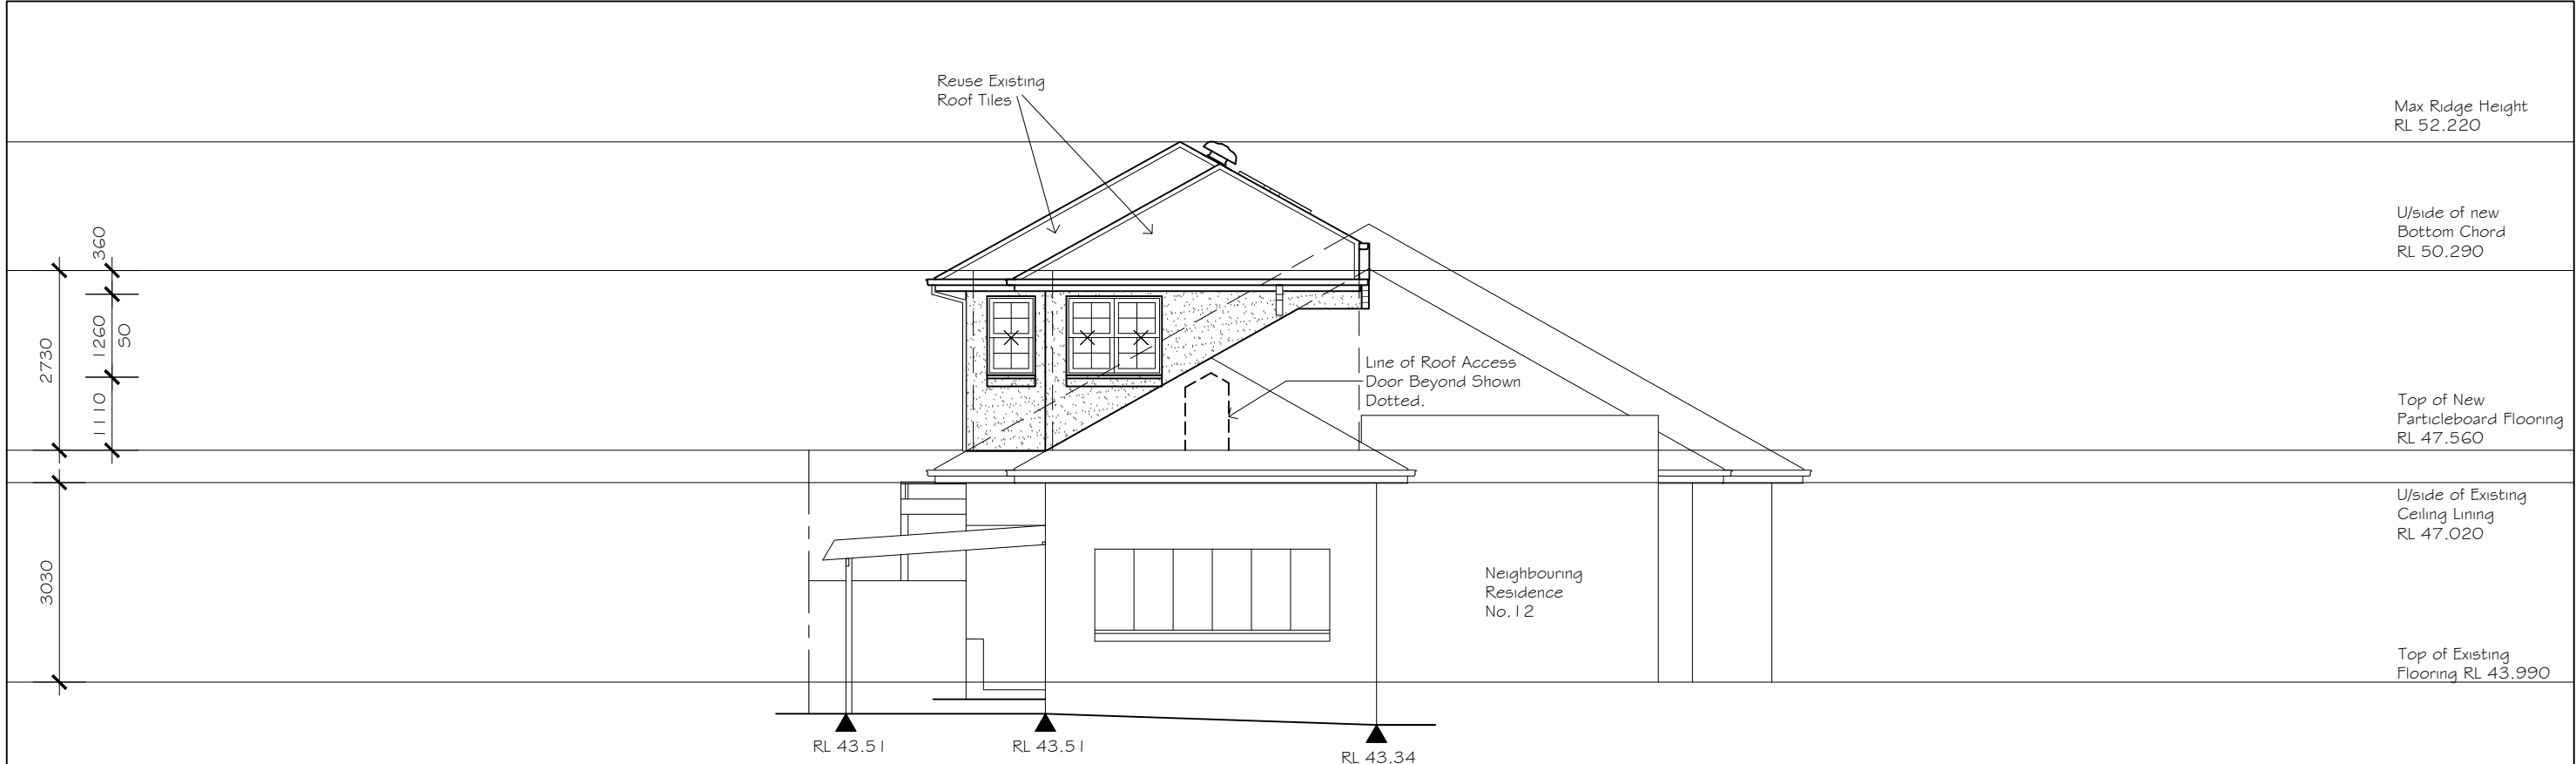 Reuse Existing
Roof Tiles
Max Ridge Height
RL 52.220
U/side of new
Bottom Chord
RL 50.290
360
2730
1110
1260
50
Line of Roof Access
Door Beyond Shown
Dotted.
Top of New
Particleboard Flooring
RL 47.560
U/side of Existing
Ceiling Lining
RL 47.020
3030
Neighbouring
Residence
No.12
Top of Existing
Flooring RL 43.990
RL 43.51
RL 43.51
RL 43.34